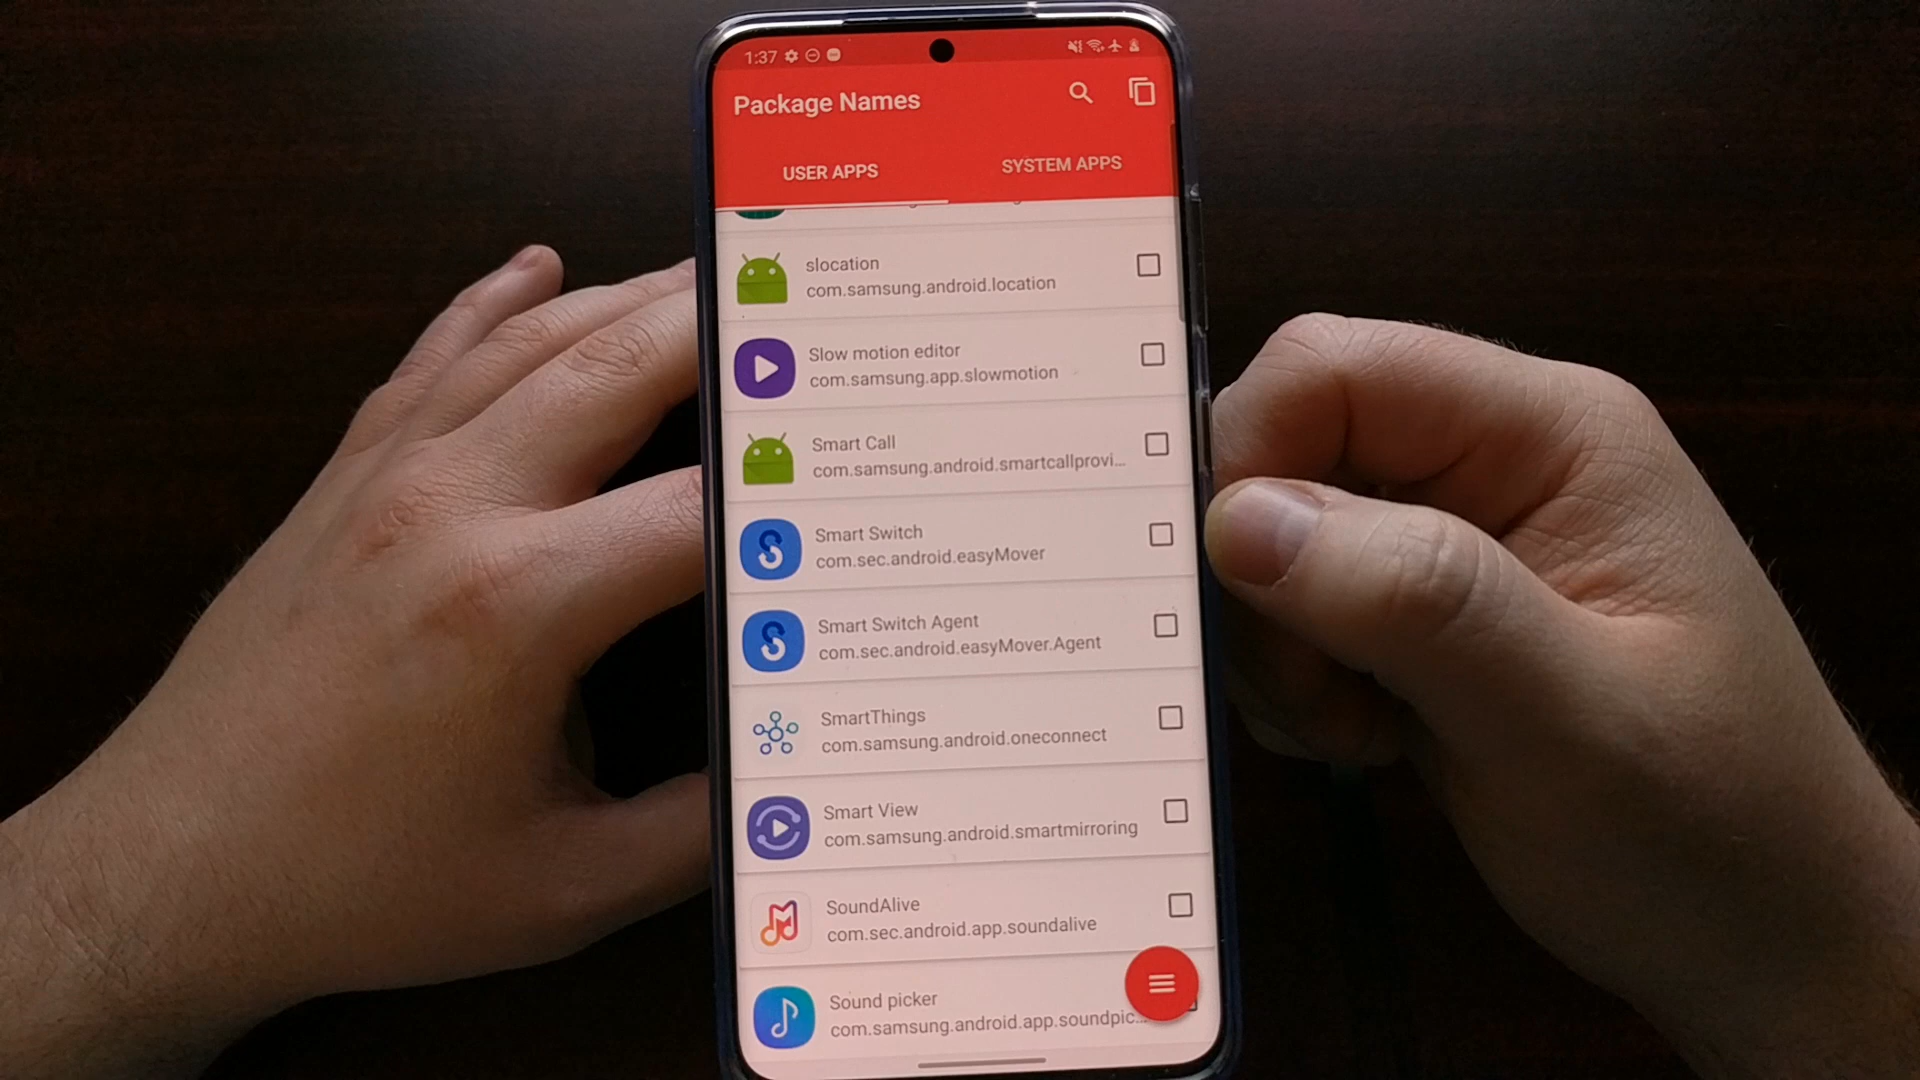 1:37
Package Names
USER APPS
SYSTEM APPS
slocation
com.samsung.android.location
Slow motion editor
com.samsung.app.slowmotion
Smart Call
com.samsung.android.smartcallprovi...
Smart Switch
com.sec.android.easyMover
Smart Switch Agent
com.sec.android.easyMover.Agent
SmartThings
com.samsung.android.oneconnect
Smart View
com.samsung.android.smartmirroring
SoundAlive
com.sec.android.app.soundalive
Sound picker
com.samsung.android.app.soundpic...